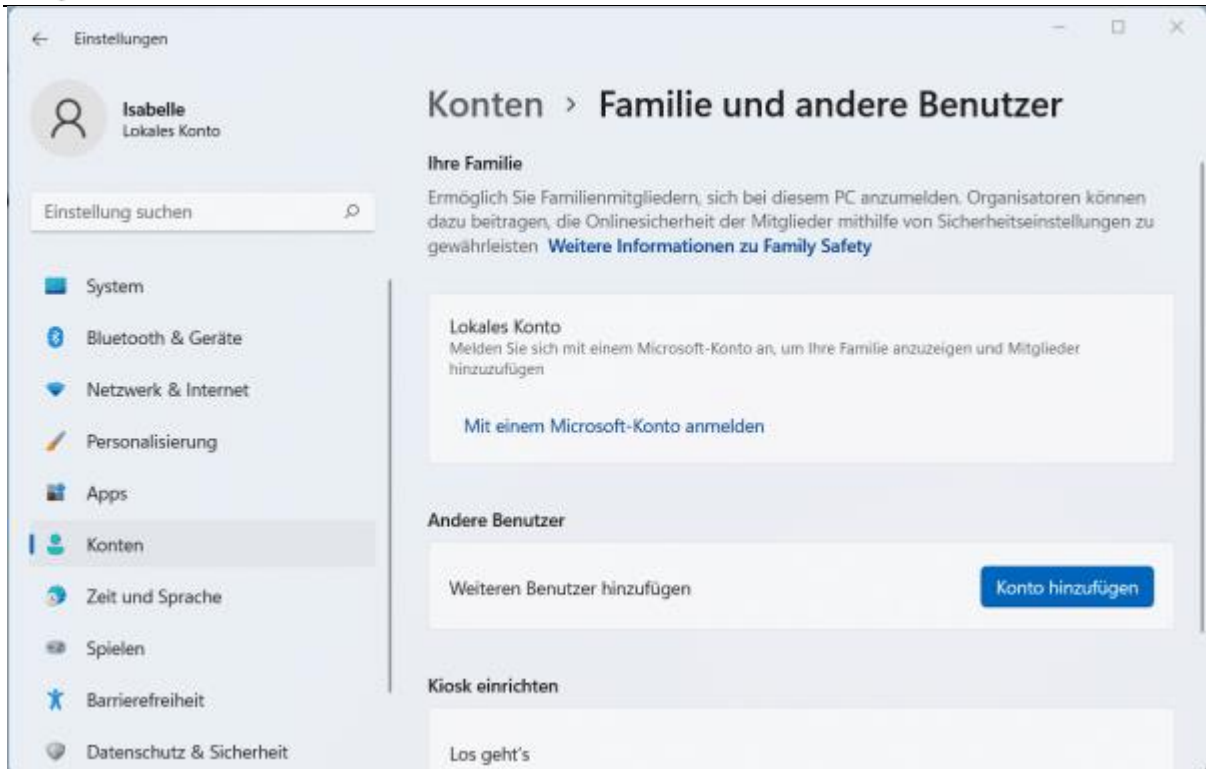 Einstellungen
Isabelle
Lokales Konto
Einstellung suchen
System
Bluetooth & Geräte
Netzwerk & Internet
Personalisierung
Apps
Konten
Zeit und Sprache
Spielen
Barrierefreiheit
Datenschutz & Sicherheit
Konten > Familie und andere Benutzer
Ihre Familie
Ermöglich Sie Familienmitgliedern, sich bei diesem PC anzumelden. Organisatoren können
dazu beitragen, die Onlinesicherheit der Mitglieder mithilfe von Sicherheitseinstellungen zu
gewährleisten Weitere Informationen zu Family Safety
Lokales Konto
Melden Sie sich mit einem Microsoft-Konto an, um Ihre Familie anzuzeigen und Mitglieder
hinzuzufügen
Mit einem Microsoft-Konto anmelden
Andere Benutzer
Weiteren Benutzer hinzufügen
Konto hinzufügen
Kiosk einrichten
Los geht's